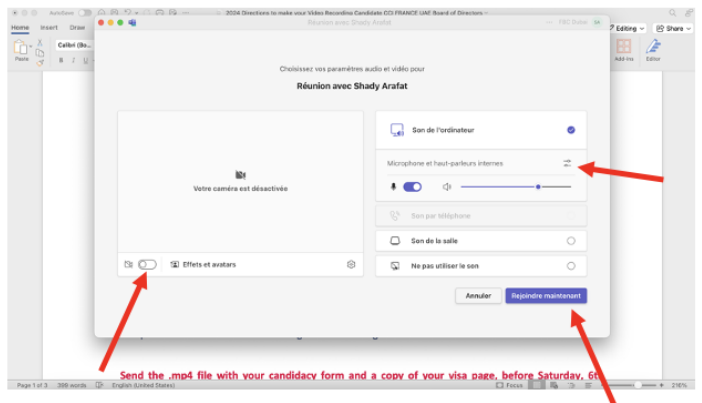 AutoSave
2024 Directions to make your Video Recording Candidate CCI FRANCE UAE Board of Directors
Home Insert Draw
Editing
Share
Réunion avec Shady Arafat
Calibri (Bo...
Paste
B I U
Add-ins
Editor
Choisissez vos paramètres audio et vidéo pour
Réunion avec Shady Arafat
Son de l'ordinateur
Microphone et haut-parleurs internes
Votre caméra est désactivée
Son par téléphone
Son de la salle
Effets et avatars
Ne pas utiliser le son
Annuler
Rejoindre maintenant
Send the .mp4 file with your candidacy form and a copy of your visa page, before Saturday, 6th
Page 1 of 3 399 words English (United States)
Focus
216%